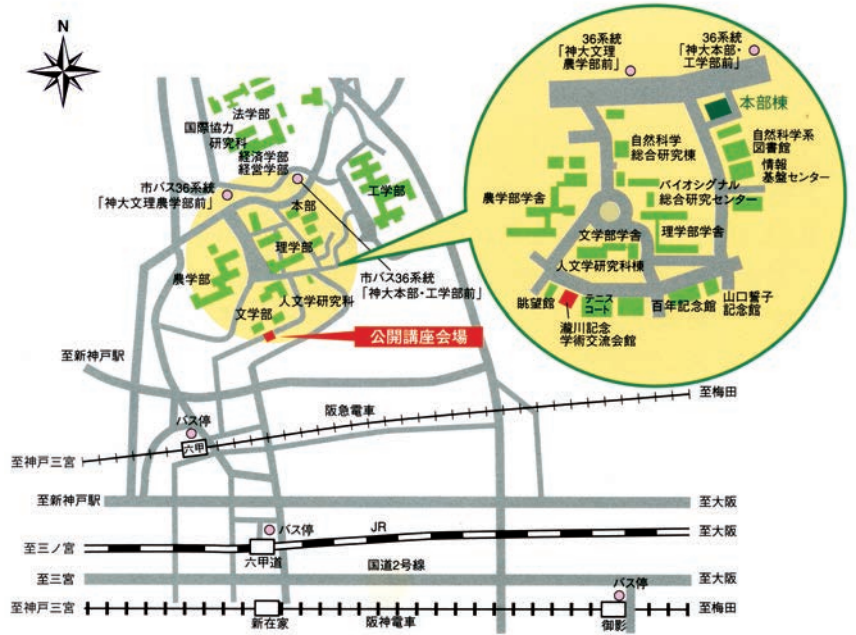 N
法学部
国際協力
研究科
経済学部
経営学部
市バス36系統
「神大文理農学部前」
本部
工学部
理学部
農学部
人文学研究科
文学部
市バス36系統
「神大本部・工学部前」
公開講座会場
36系統
「神大文理
農学部前」
36系統
「神大本部・
工学部前」
本部棟
自然科学
総合研究棟
自然科学系
図書館
情報
基盤センター
農学部学舎
バイオシグナル
総合研究センター
文学部学舎
理学部学舎
人文学研究科棟
眺望館
テニス
コート
百年記念館
山口誓子
記念館
瀧川記念
学術交流会館
至新神戸駅
バス停
六甲
阪急電車
至梅田
至神戸三宮
至新神戸駅
至大阪
バス停
JR
至大阪
至三ノ宮
六甲道
国道2号線
至三宮
至大阪
バス停
至神戸三宮
新在家
阪神電車
御影
至梅田